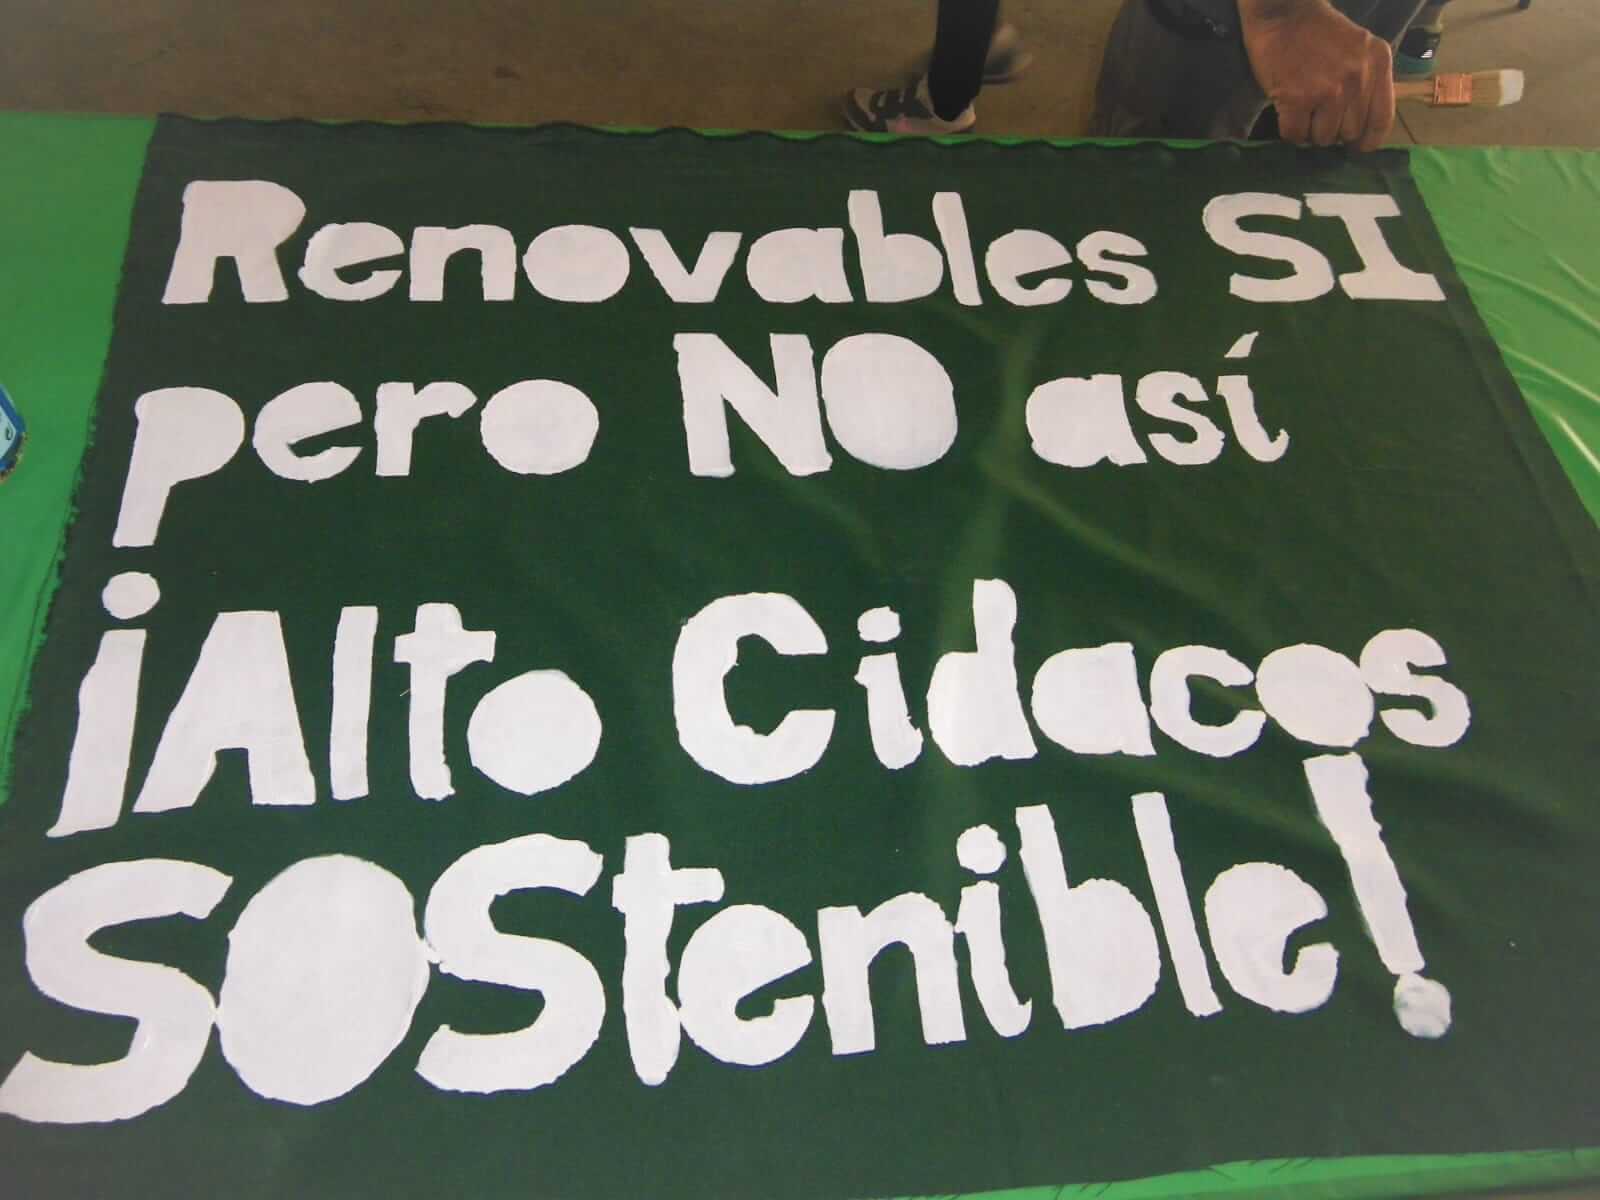 Renovables SI
pero NO así
¡Alto Cidacos
SOStenible!